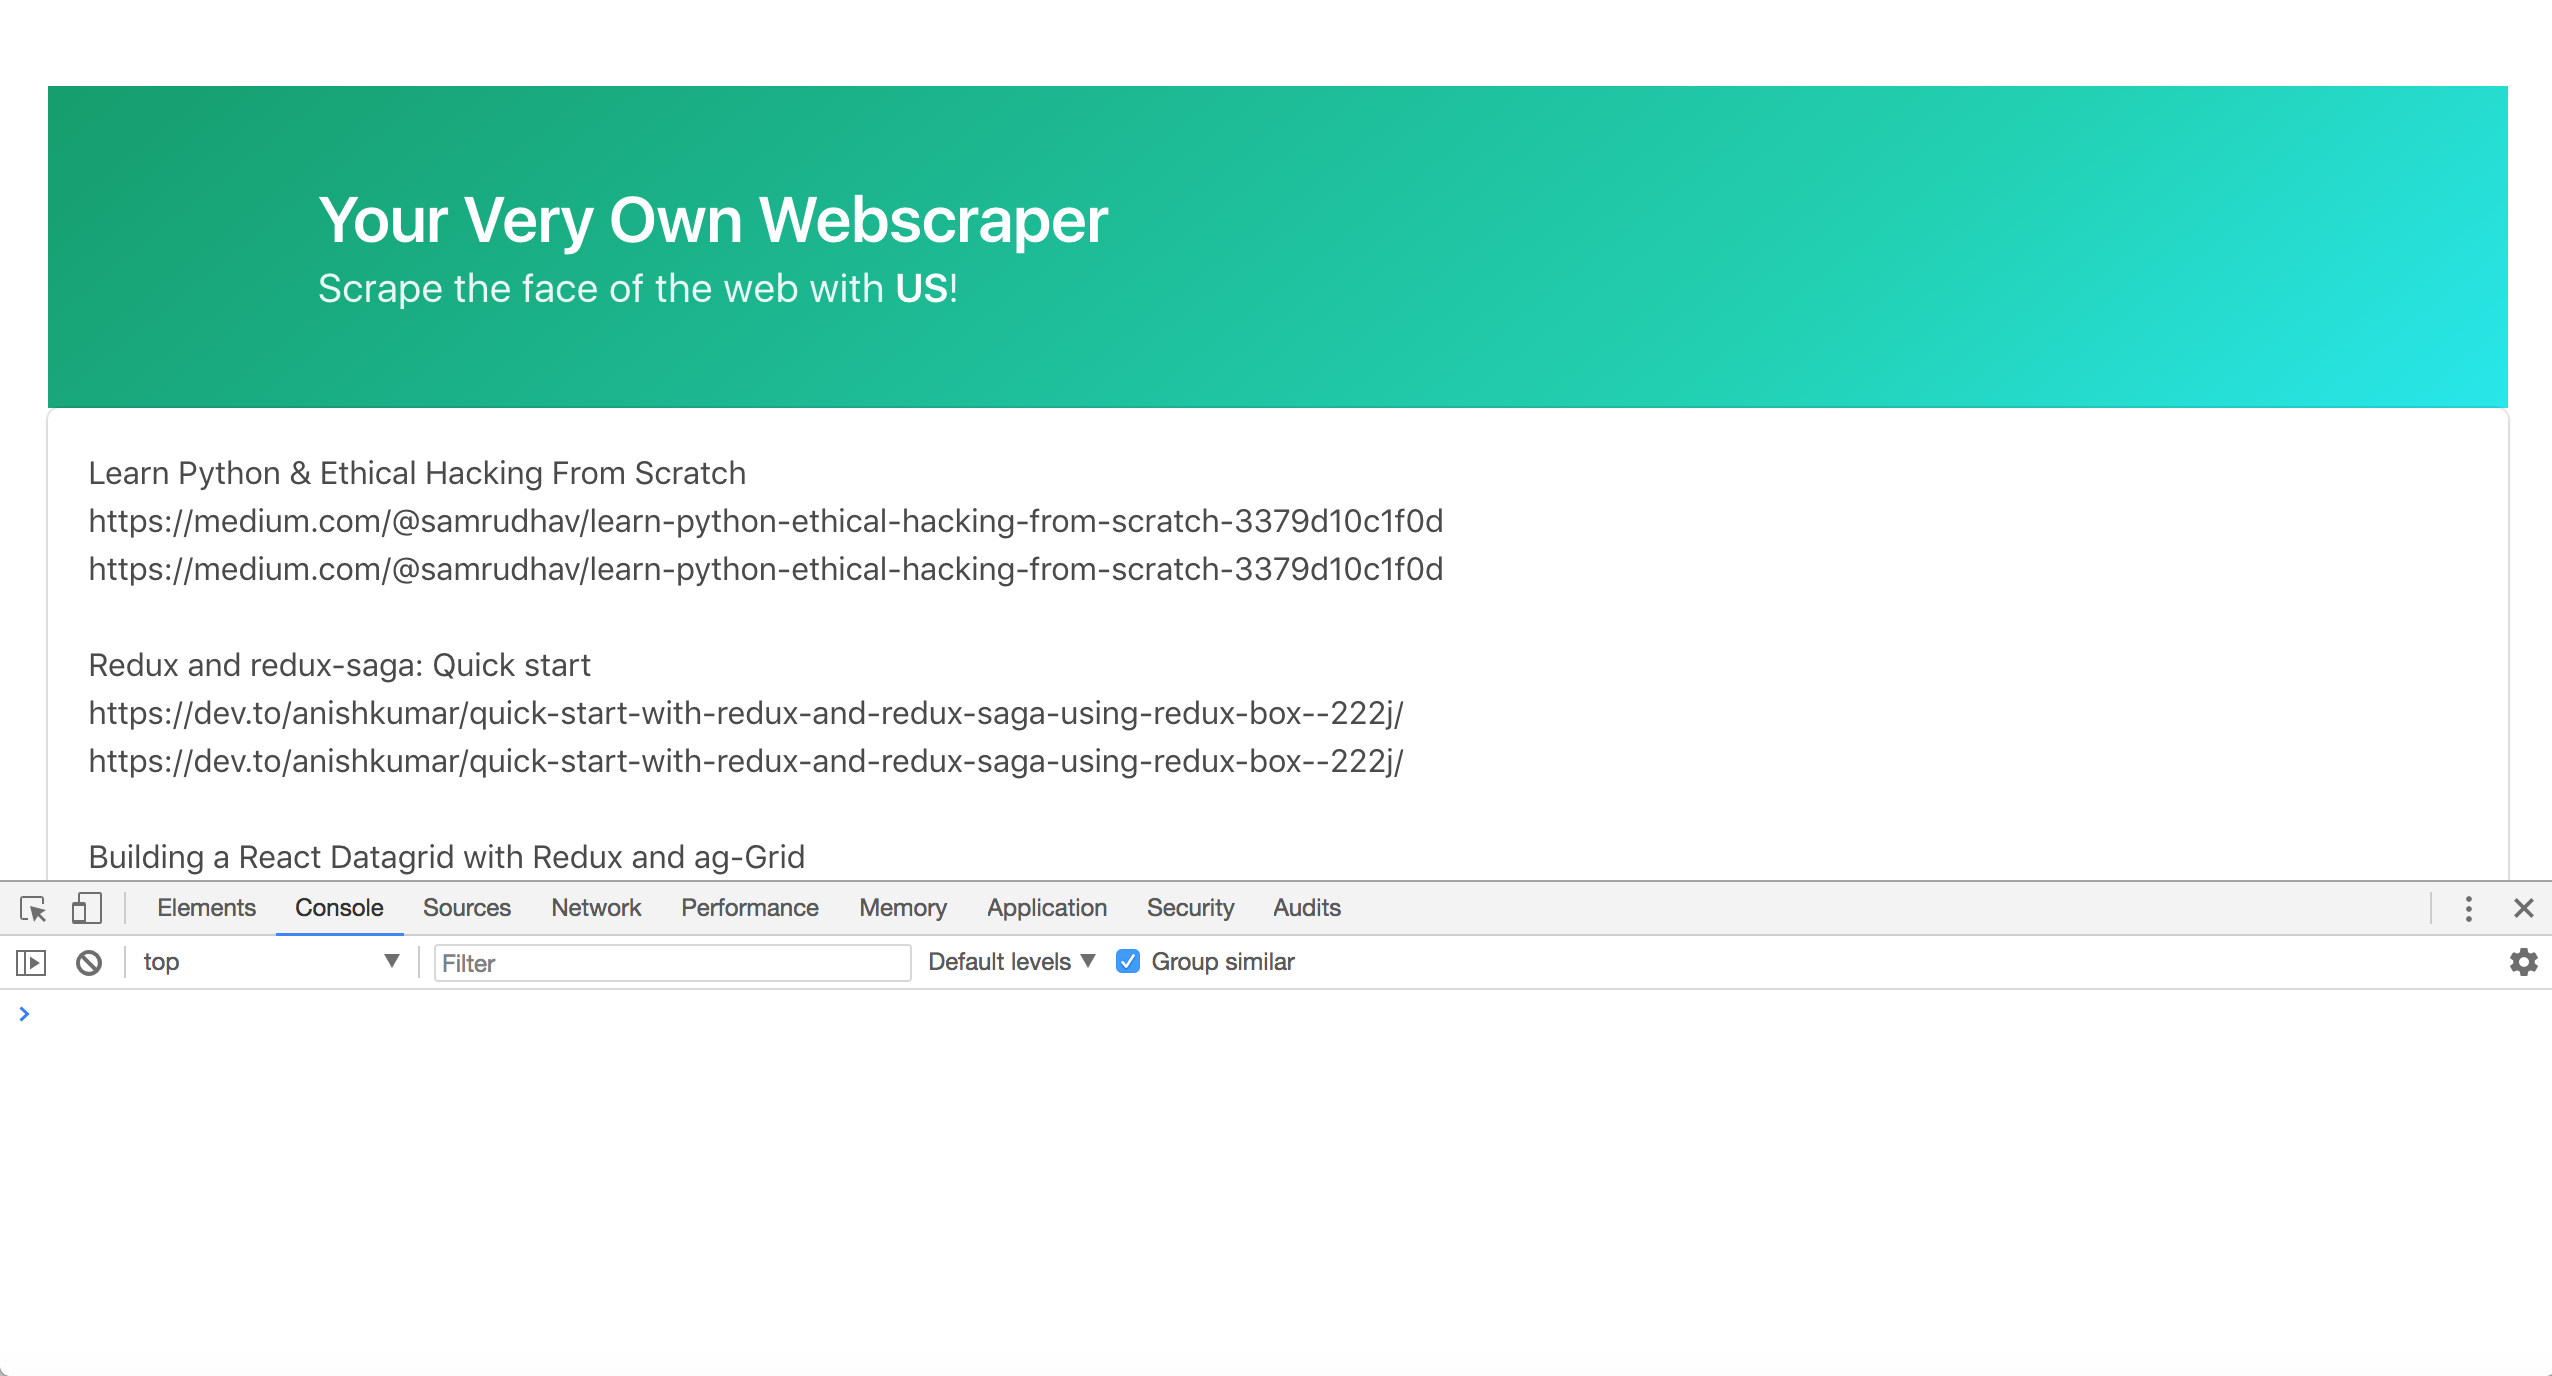 Your Very Own Webscraper
Scrape the face of the web with US!
Learn Python & Ethical Hacking From Scratch
https://medium.com/@samrudhav/learn-python-ethical-hacking-from-scratch-3379d10c1f0d
https://medium.com/@samrudhav/learn-python-ethical-hacking-from-scratch-3379d10c1f0d
Redux and redux-saga: Quick start
https://dev.to/anishkumar/quick-start-with-redux-and-redux-saga-using-redux-box--222j/
https://dev.to/anishkumar/quick-start-with-redux-and-redux-saga-using-redux-box--222j/
Building a React Datagrid with Redux and ag-Grid
Elements Console Sources Network Performance Memory Application Security Audits
top Filter Default levels Group similar